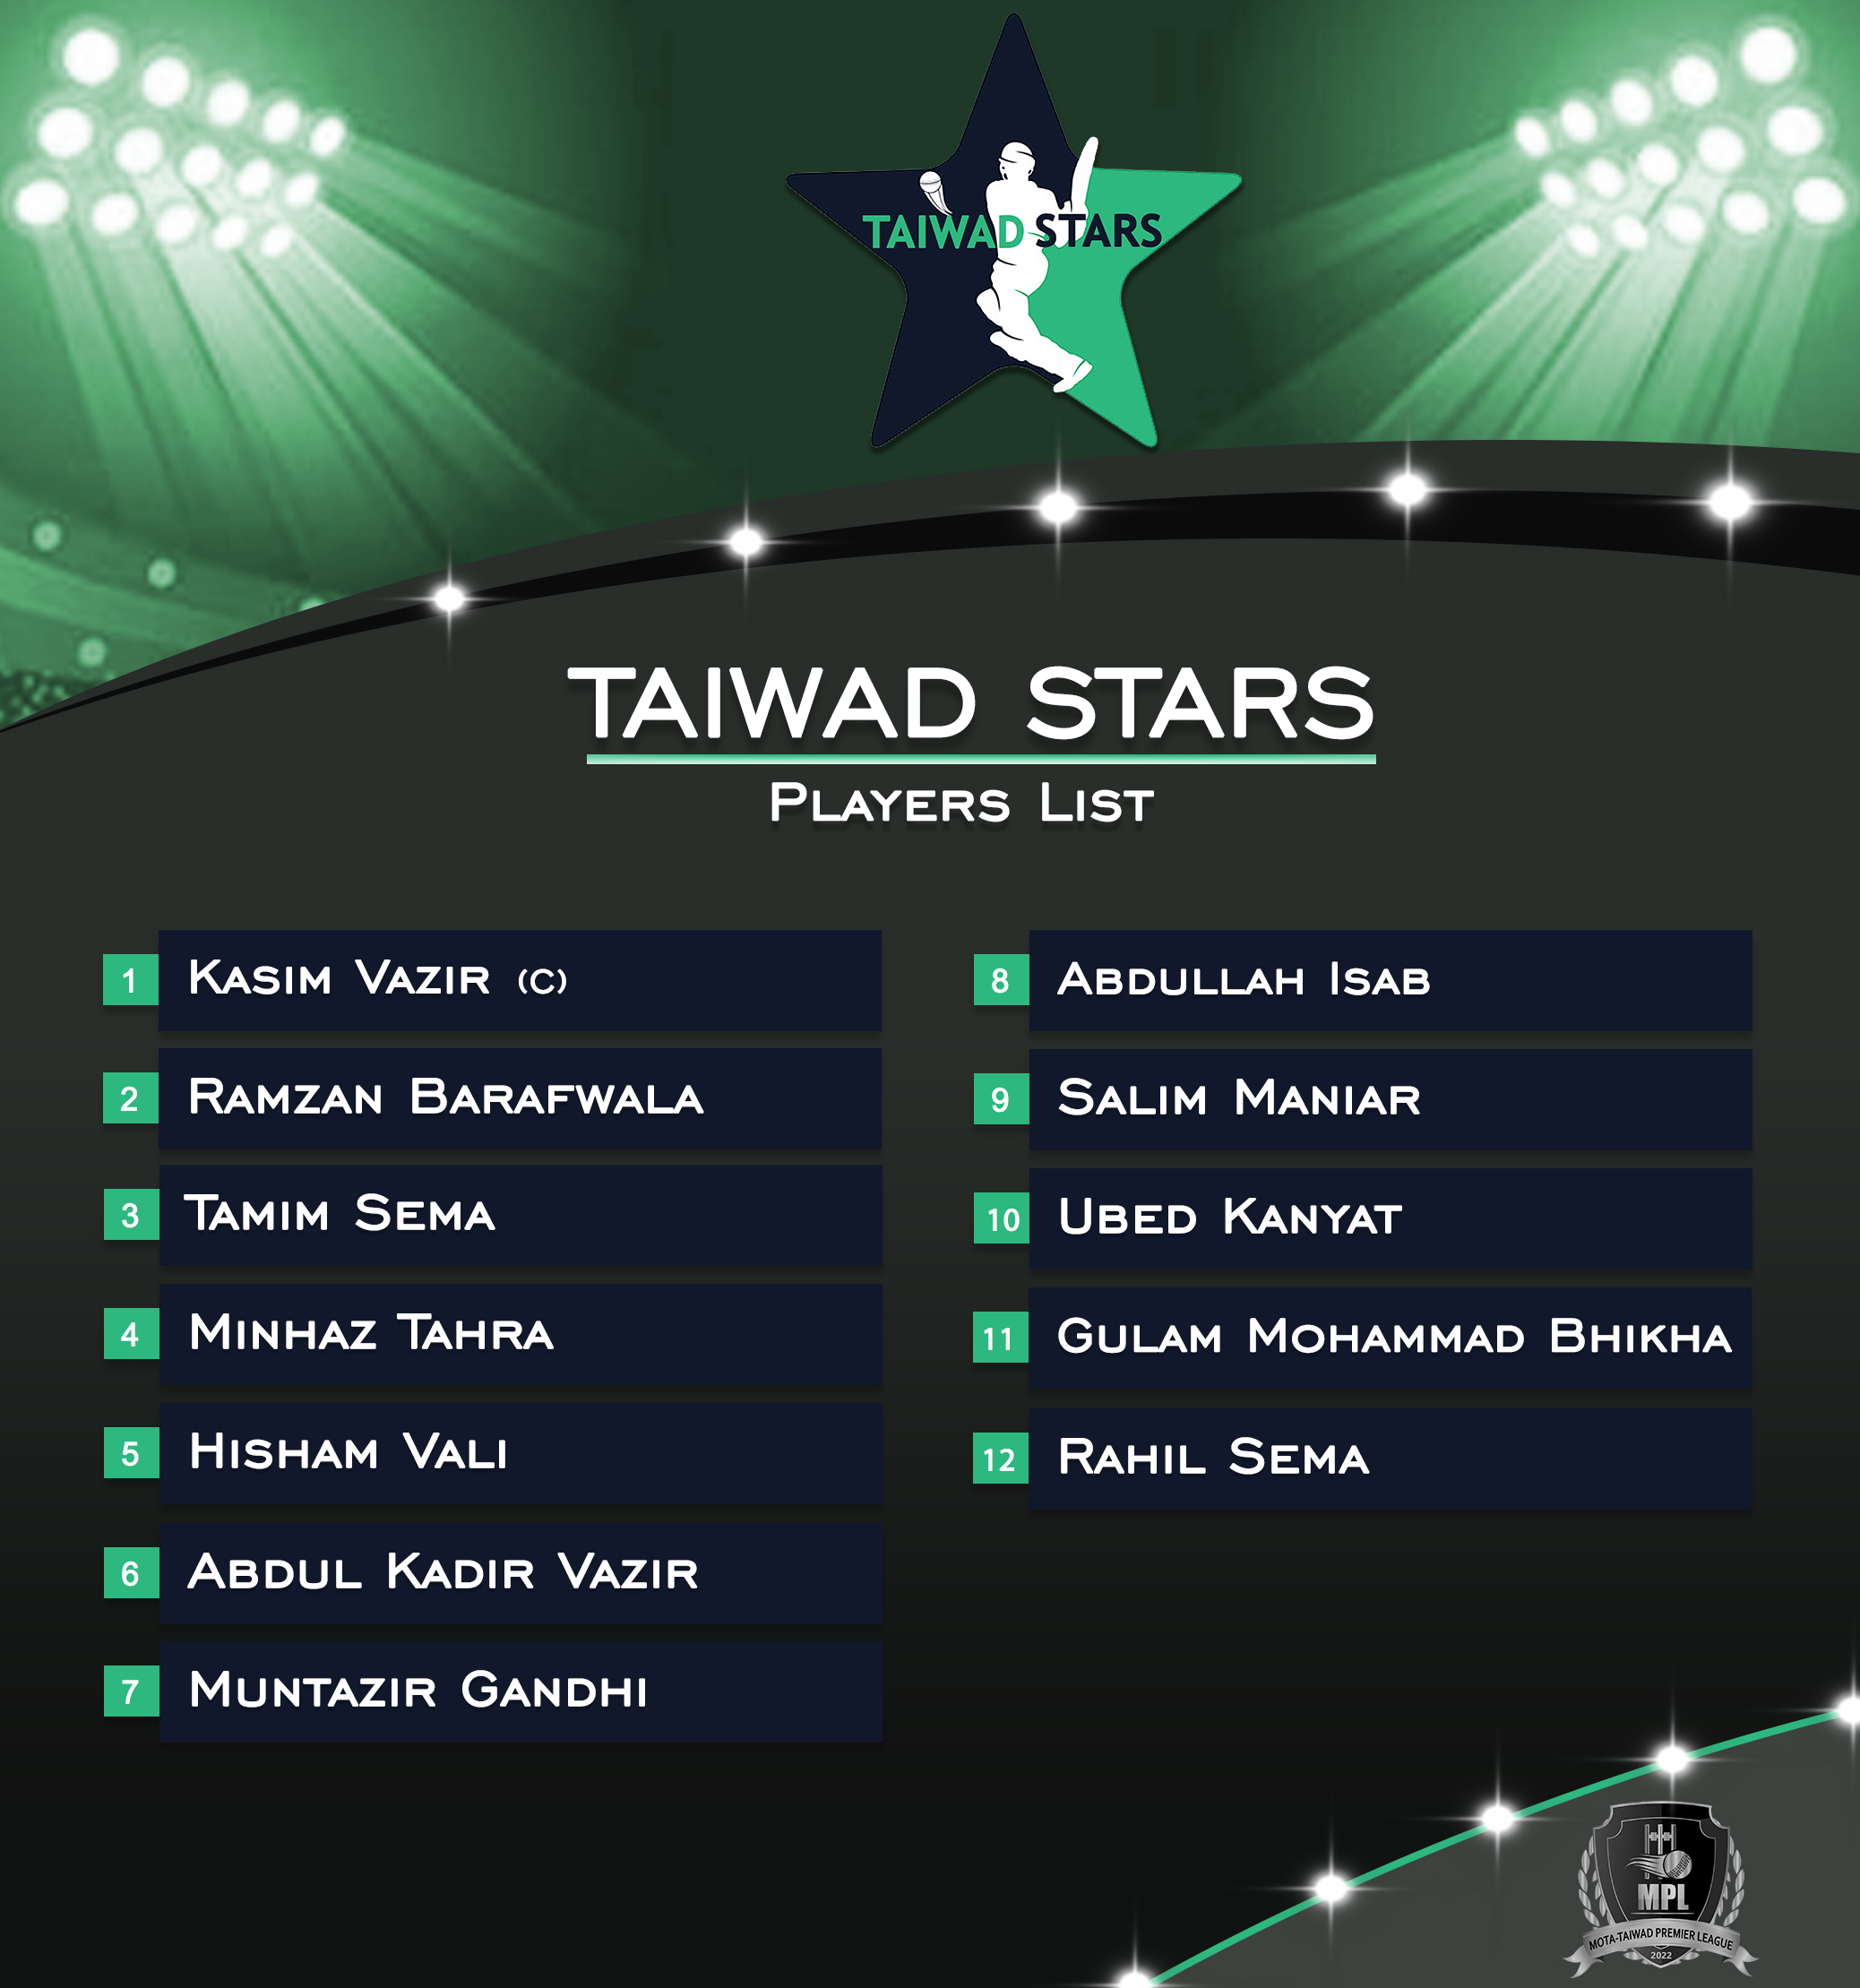 TAIWAD STARS
TAIWAD STARS
PLAYERS LIST
1 KASIM VAZIR (C)
2 RAMZAN BARAFWALA
3 TAMIM SEMA
4 MINHAZ TAHRA
5 HISHAM VALI
6 ABDUL KADIR VAZIR
7 MUNTAZIR GANDHI
8 ABDULLAH ISAB
9 SALIM MANIAR
10 UBED KANYAT
11 GULAM MOHAMMAD BHIKHA
12 RAHIL SEMA
MPL
MOTA-TAIWAD PREMIER LEAGUE
2022